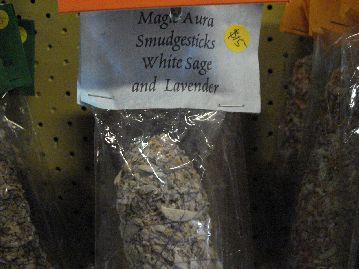 Magic Aura
Smudgesticks
White Sage
and Lavender